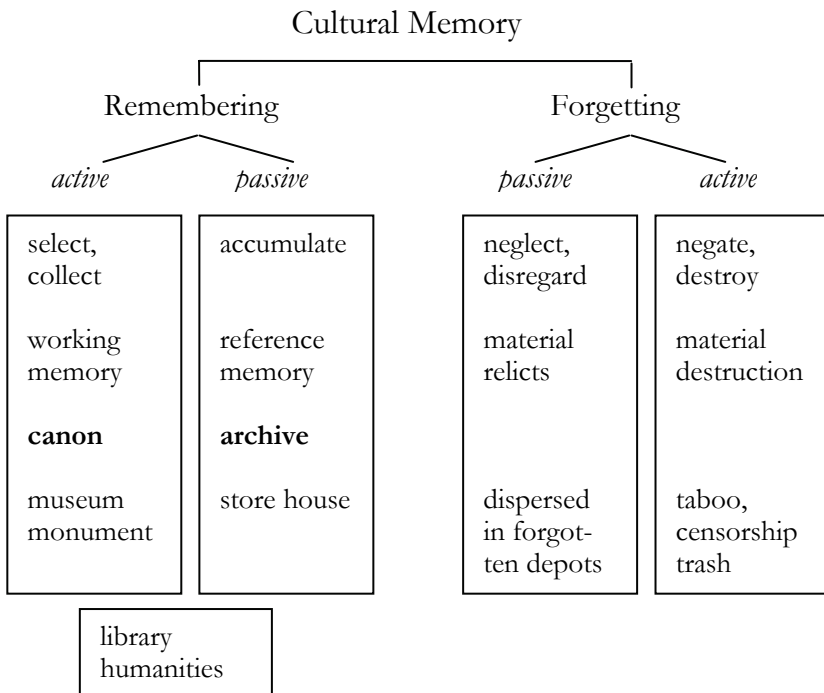 Cultural Memory
Remembering
Forgetting
active
passive
passive
active
select,
collect
working
memory
canon
museum
monument
accumulate
reference
memory
archive
store house
neglect,
disregard
material
relicts
dispersed
in forgot-
ten depots
negate,
destroy
material
destruction
taboo,
censorship
trash
library
humanities